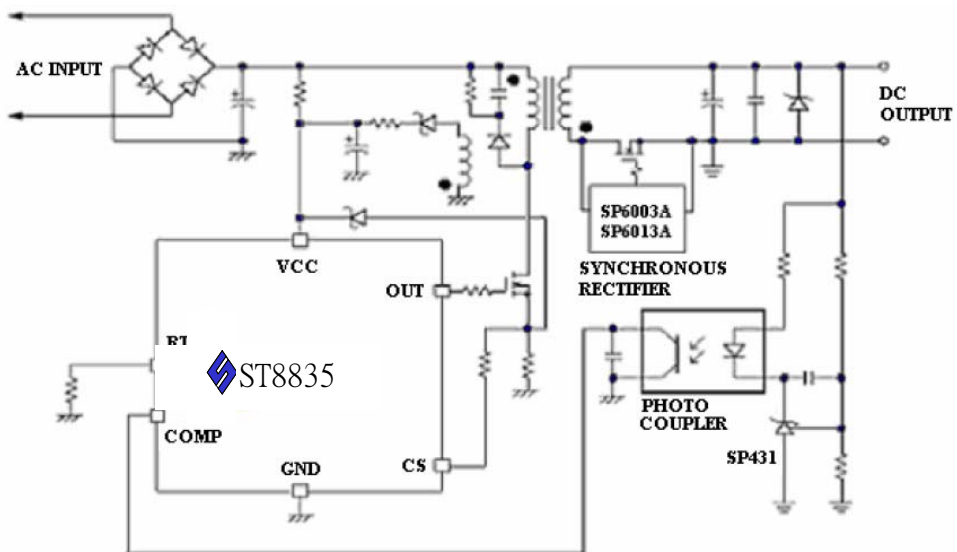 AC INPUT
DC
OUTPUT
SP6003A
SP6013A
SYNCHRONOUS
RECTIFIER
VCC
OUT
ST8835
COMP
PHOTO
COUPLER
SP431
GND
CS